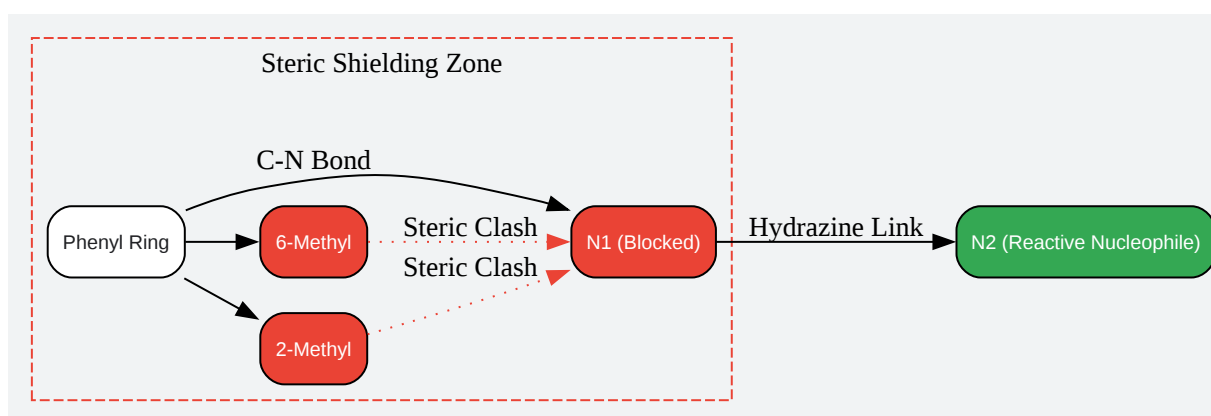 Steric Shielding Zone
C-N Bond
Phenyl Ring
6-Methyl
Steric Clash
N1 (Blocked)
Hydrazine Link
N2 (Reactive Nucleophile)
Steric Clash
2-Methyl